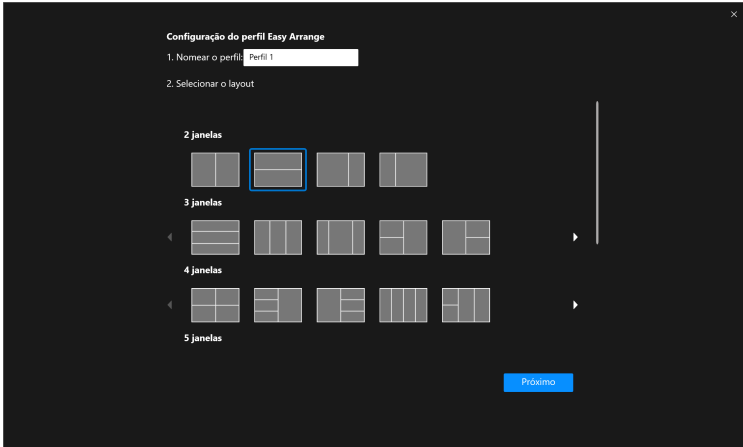 Configuração do perfil Easy Arrange
1. Nomear o perfil: Perfil 1
2. Selecionar o layout
2 janelas
3 janelas
4 janelas
5 janelas
Próximo